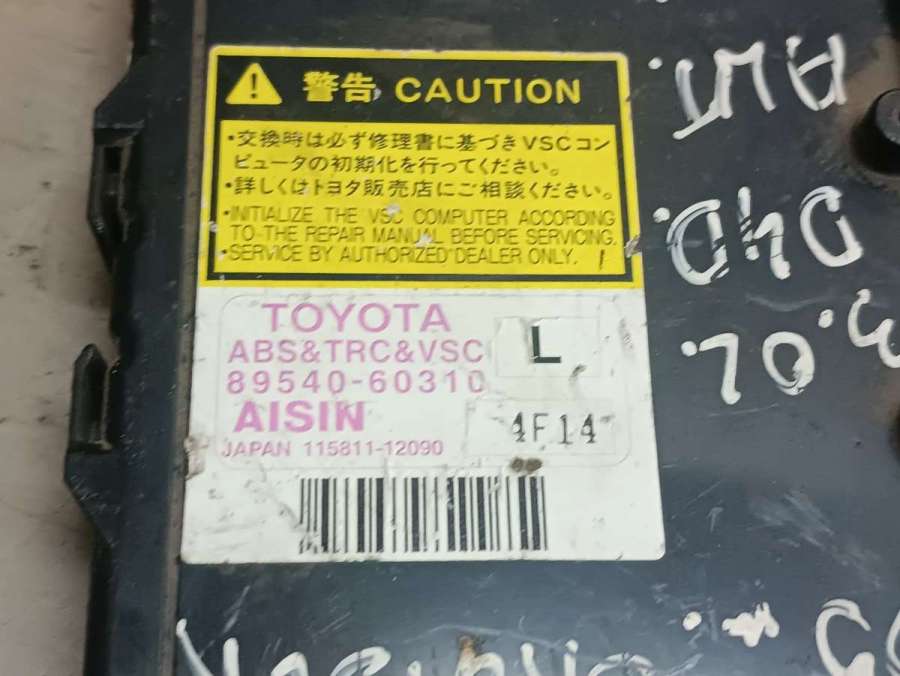 警告 CAUTION
・交換時は必ず修理書に基づきVSCコン
ピュータの初期化を行ってください。
・詳しくはトヨタ販売店にご相談ください。
・INITIALIZE THE VSC COMPUTER ACCORDING
TO THE REPAIR MANUAL BEFORE SERVICING.
・SERVICE BY AUTHORIZED DEALER ONLY.
TOYOTA
ABS&TRC&VSC
L
89540-60310
AISIN
4F14
JAPAN 115811-12090
D4D.
3.0L.